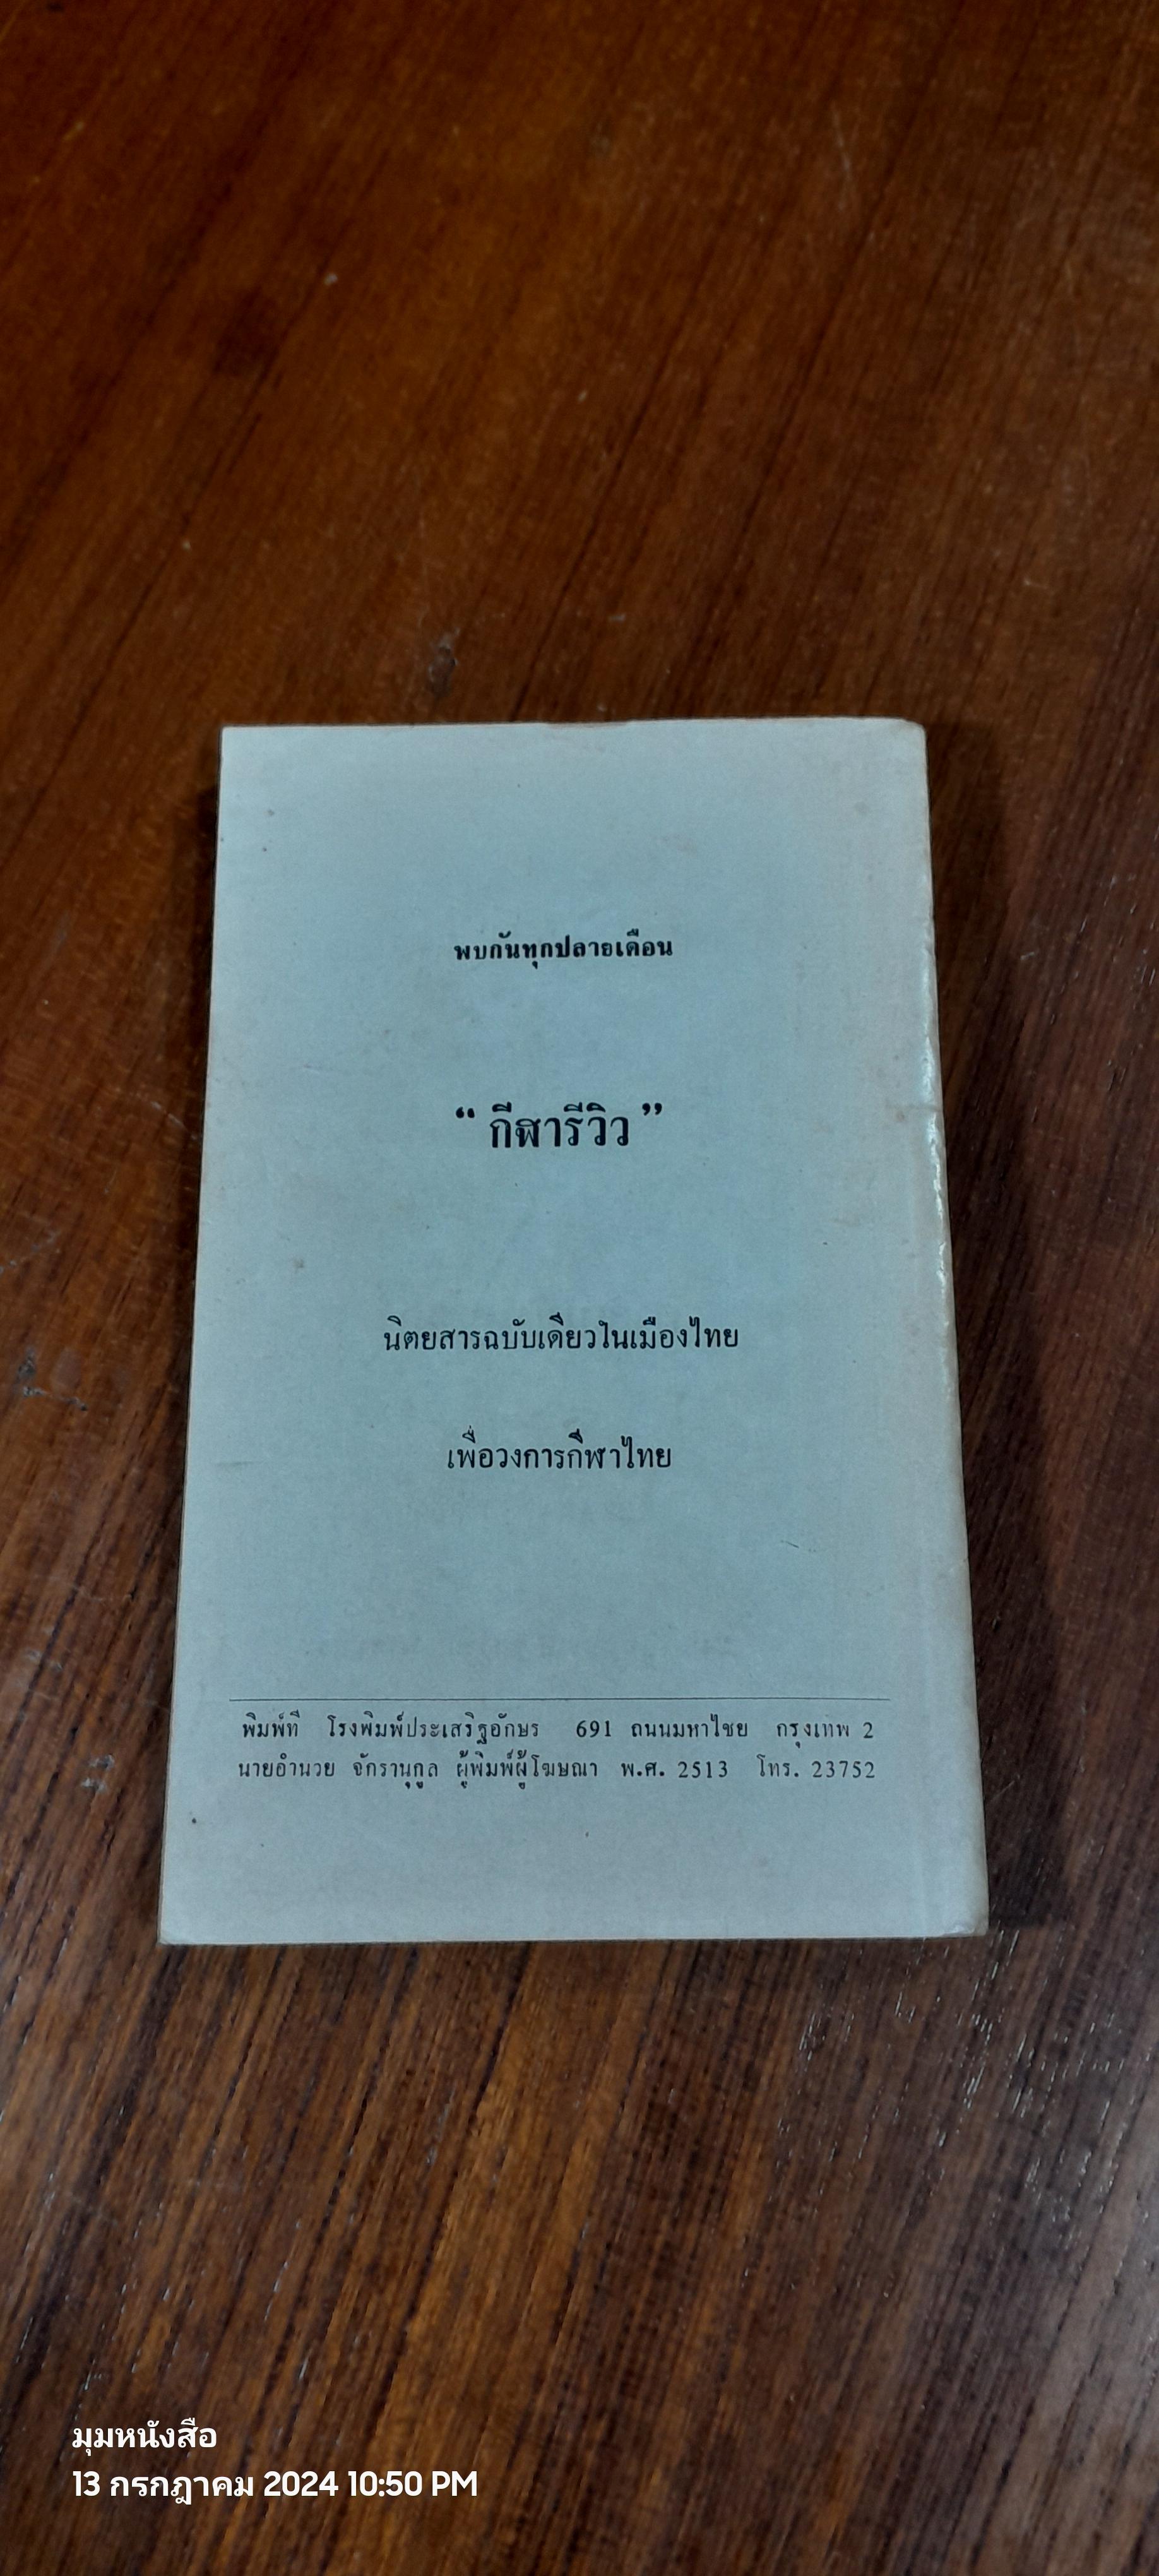 พบกันทุกปลายเดือน
“ กีฬารีวิว ”
นิตยสารฉบับเดียวในเมืองไทย
เพื่อวงการกีฬาไทย
พิมพ์ที่ โรงพิมพ์ประเสริฐอักษร 691 ถนนมหาไชย กรุงเทพ 2
นายอำนวย จักรานุกูล ผู้พิมพ์ผู้โฆษณา พ.ศ. 2513 โทร. 23752
มุมหนังสือ
13 กรกฎาคม 2024 10:50 PM